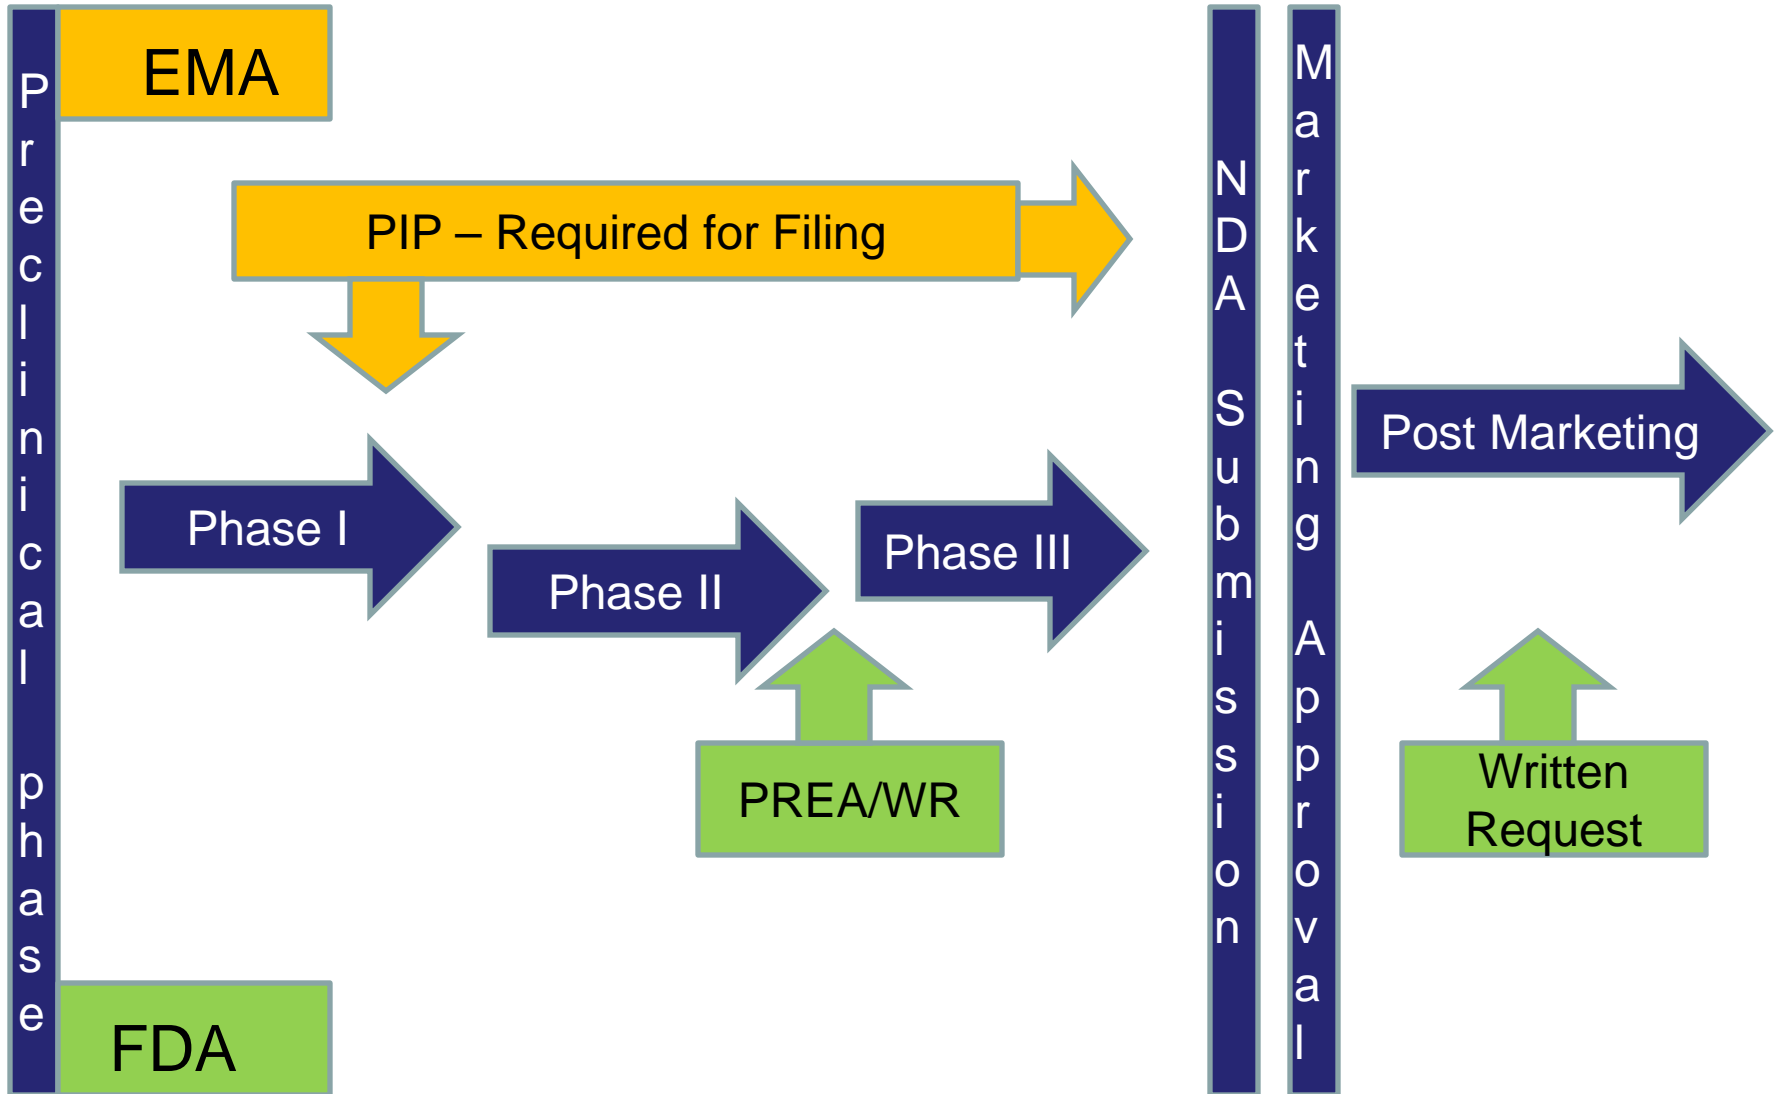 Preclinical phase
EMA
PIP – Required for Filing
Phase I
Phase II
Phase III
PREA/WR
FDA
NDA Submission
Marketing Approval
Post Marketing
Written
Request